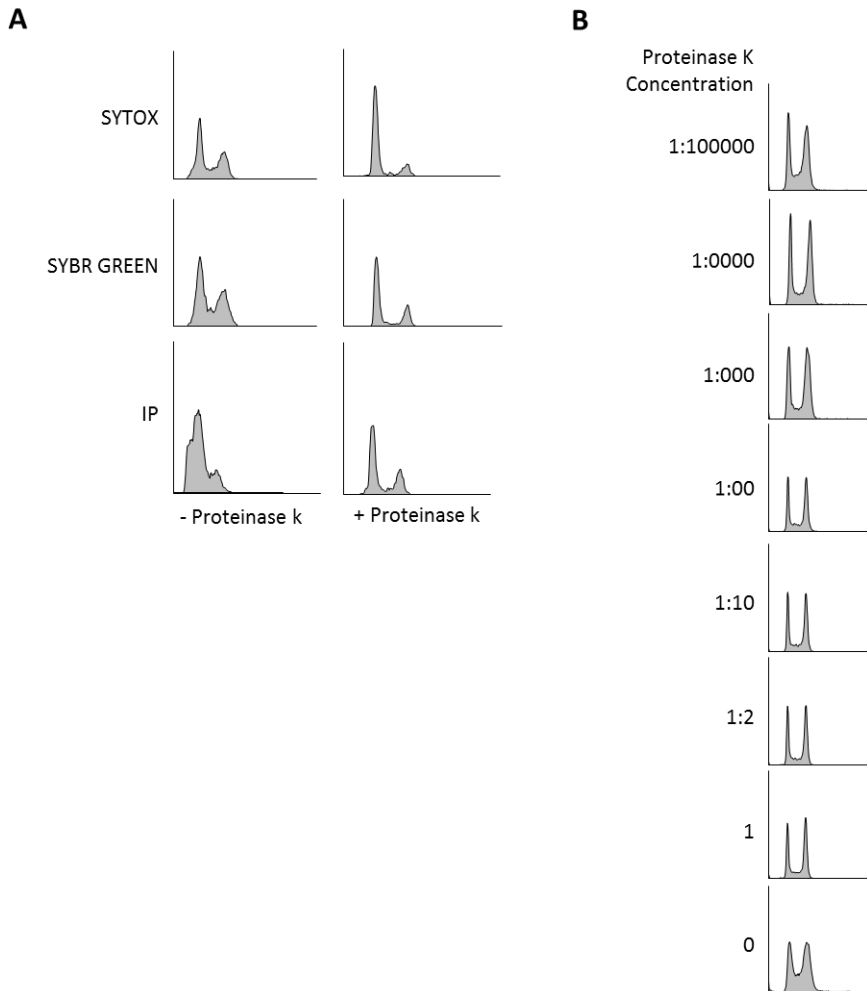 A
SYTOX
SYBR GREEN
IP
- Proteinase k
+ Proteinase k
B
Proteinase K
Concentration
1:100000
1:0000
1:000
1:00
1:10
1:2
1
0